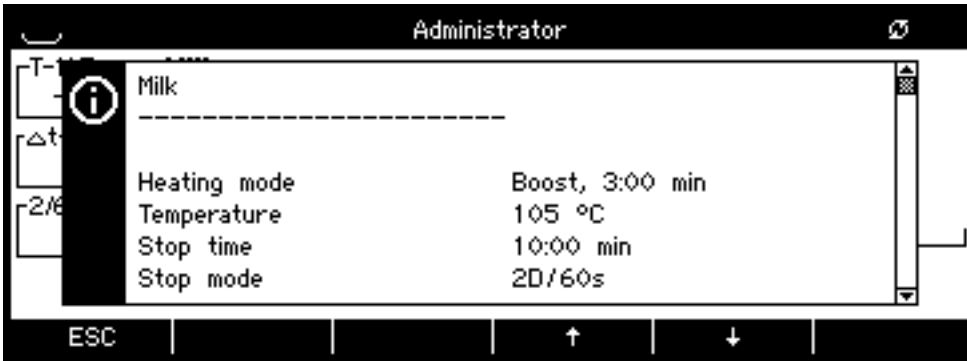 Administrator
Milk
------------------------
Heating mode Boost, 3:00 min
Temperature 105 ºC
Stop time 10:00 min
Stop mode 2D/60s
ESC ↑ ↓